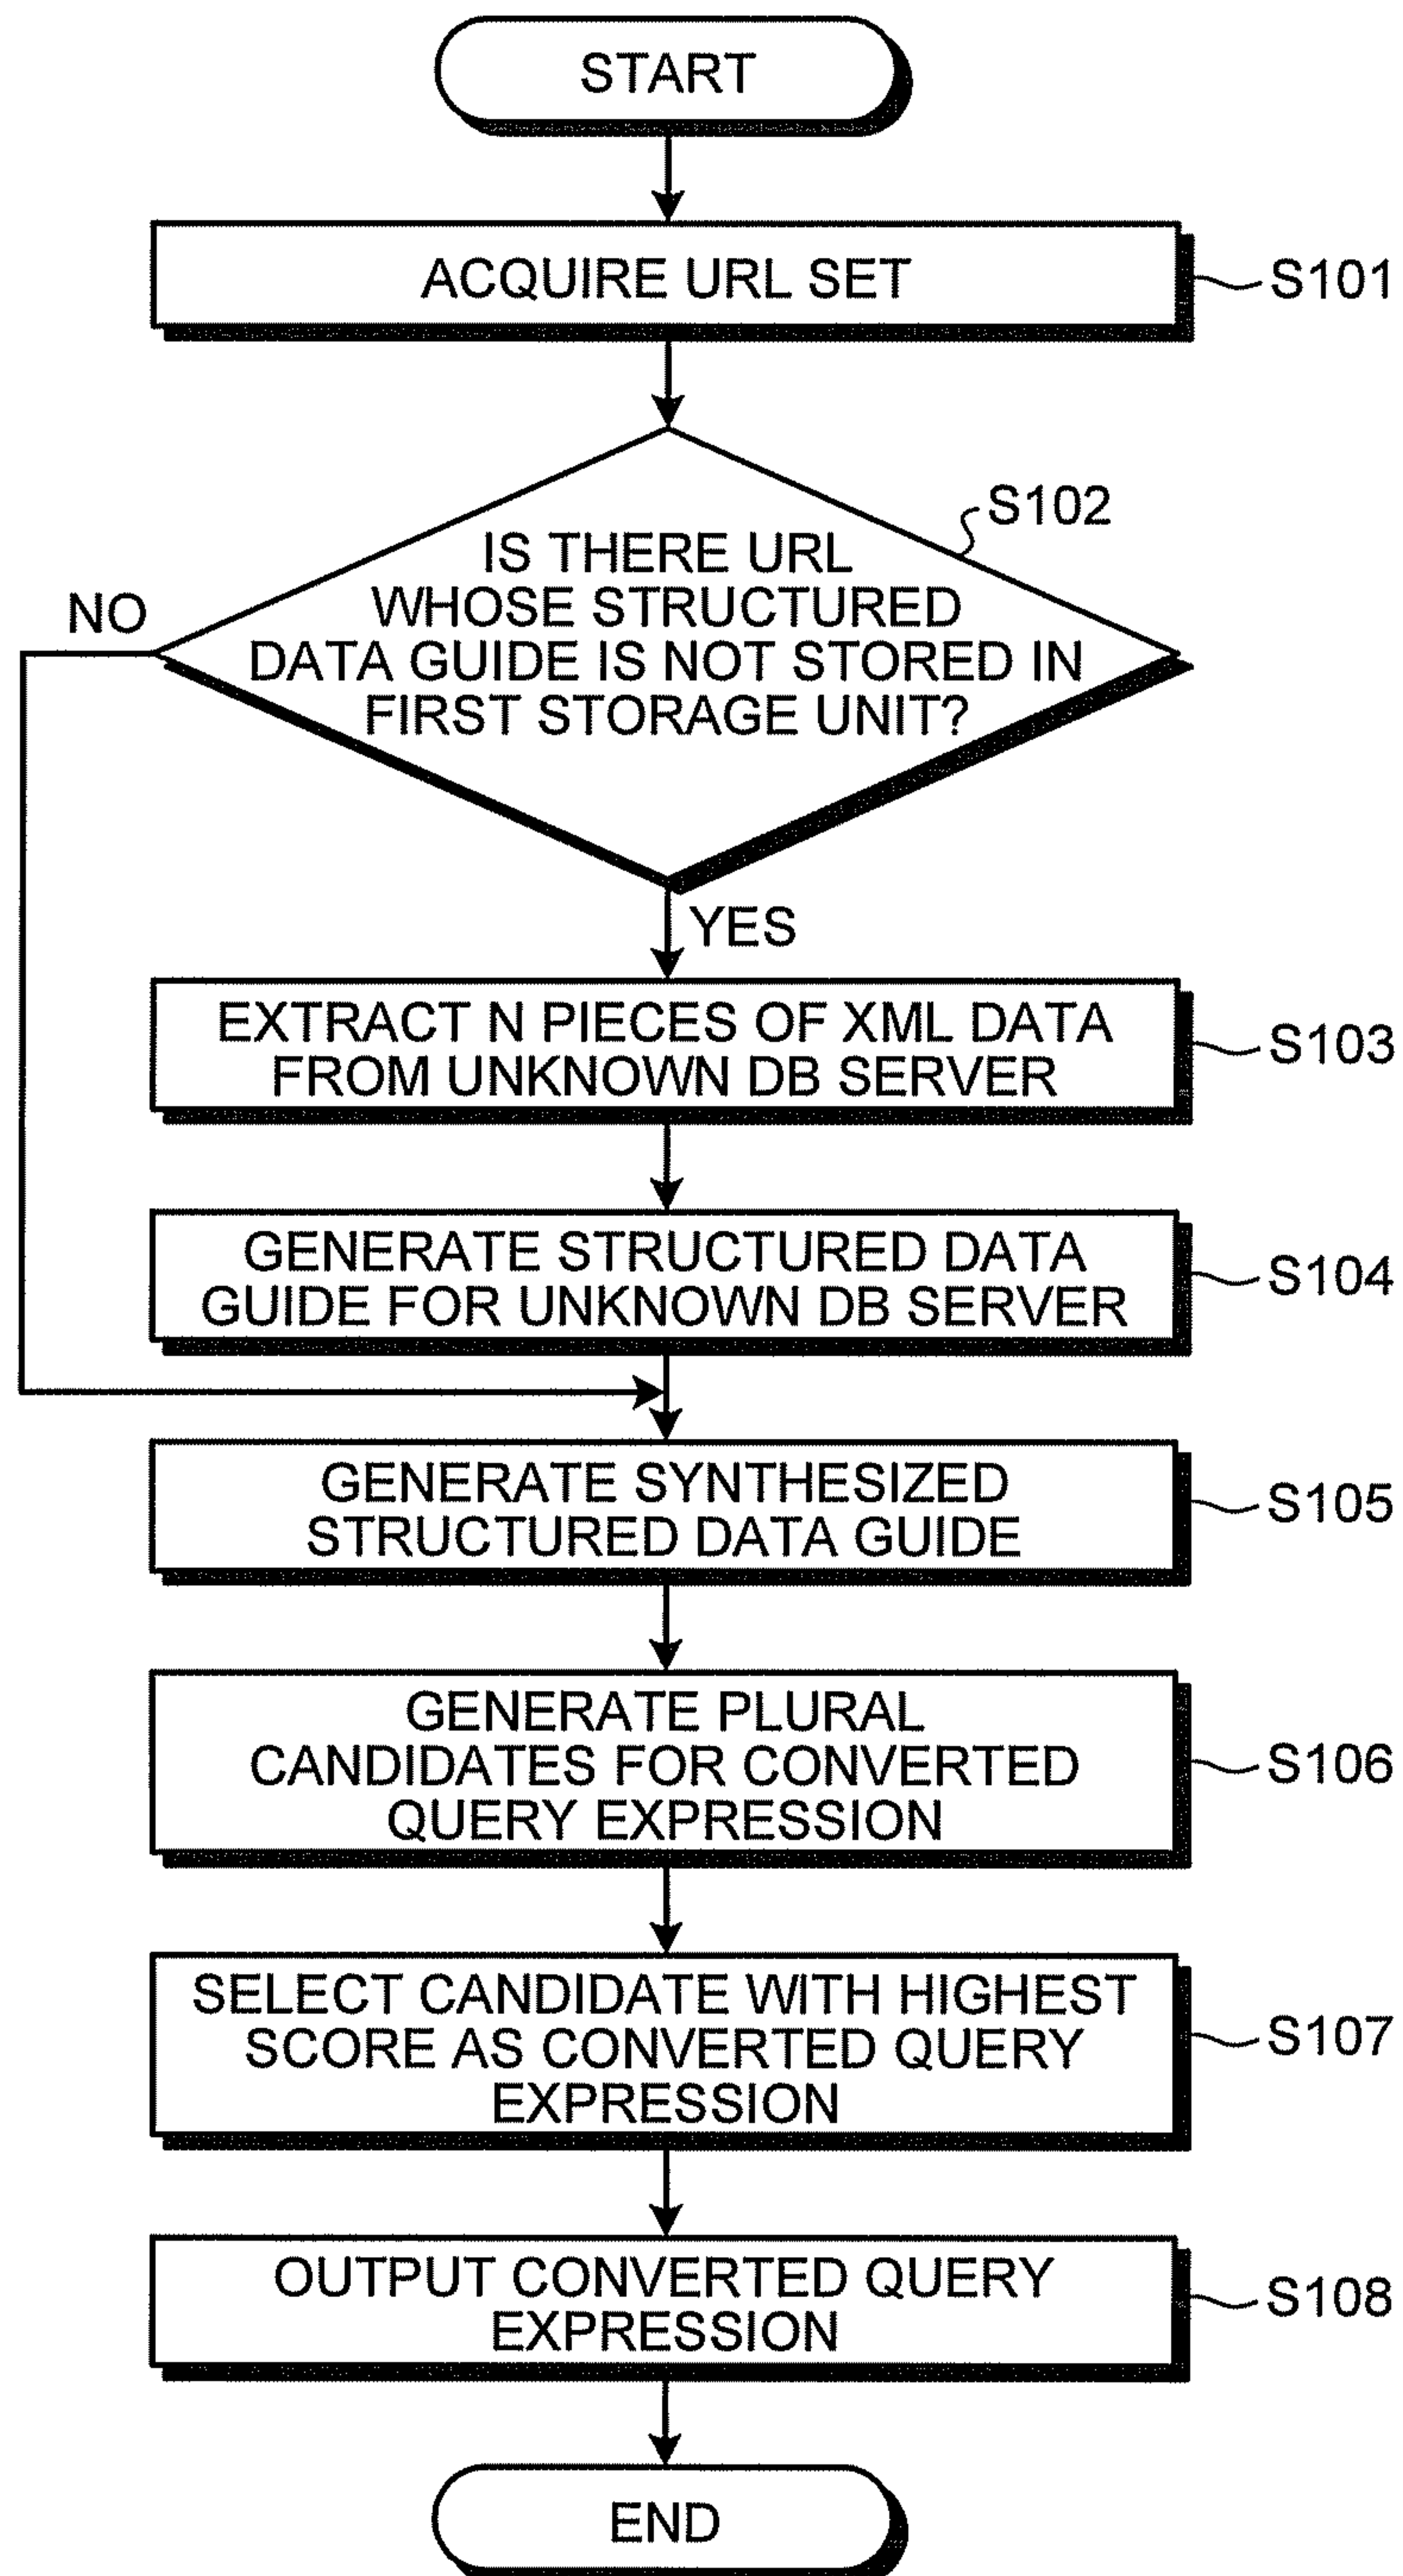 START
ACQUIRE URL SET
S101
S102
IS THERE URL
WHOSE STRUCTURED
DATA GUIDE IS NOT STORED IN
FIRST STORAGE UNIT?
NO
YES
EXTRACT N PIECES OF XML DATA
FROM UNKNOWN DB SERVER
S103
GENERATE STRUCTURED DATA
GUIDE FOR UNKNOWN DB SERVER
S104
GENERATE SYNTHESIZED
STRUCTURED DATA GUIDE
S105
GENERATE PLURAL
CANDIDATES FOR CONVERTED
QUERY EXPRESSION
S106
SELECT CANDIDATE WITH HIGHEST
SCORE AS CONVERTED QUERY
EXPRESSION
S107
OUTPUT CONVERTED QUERY
EXPRESSION
S108
END